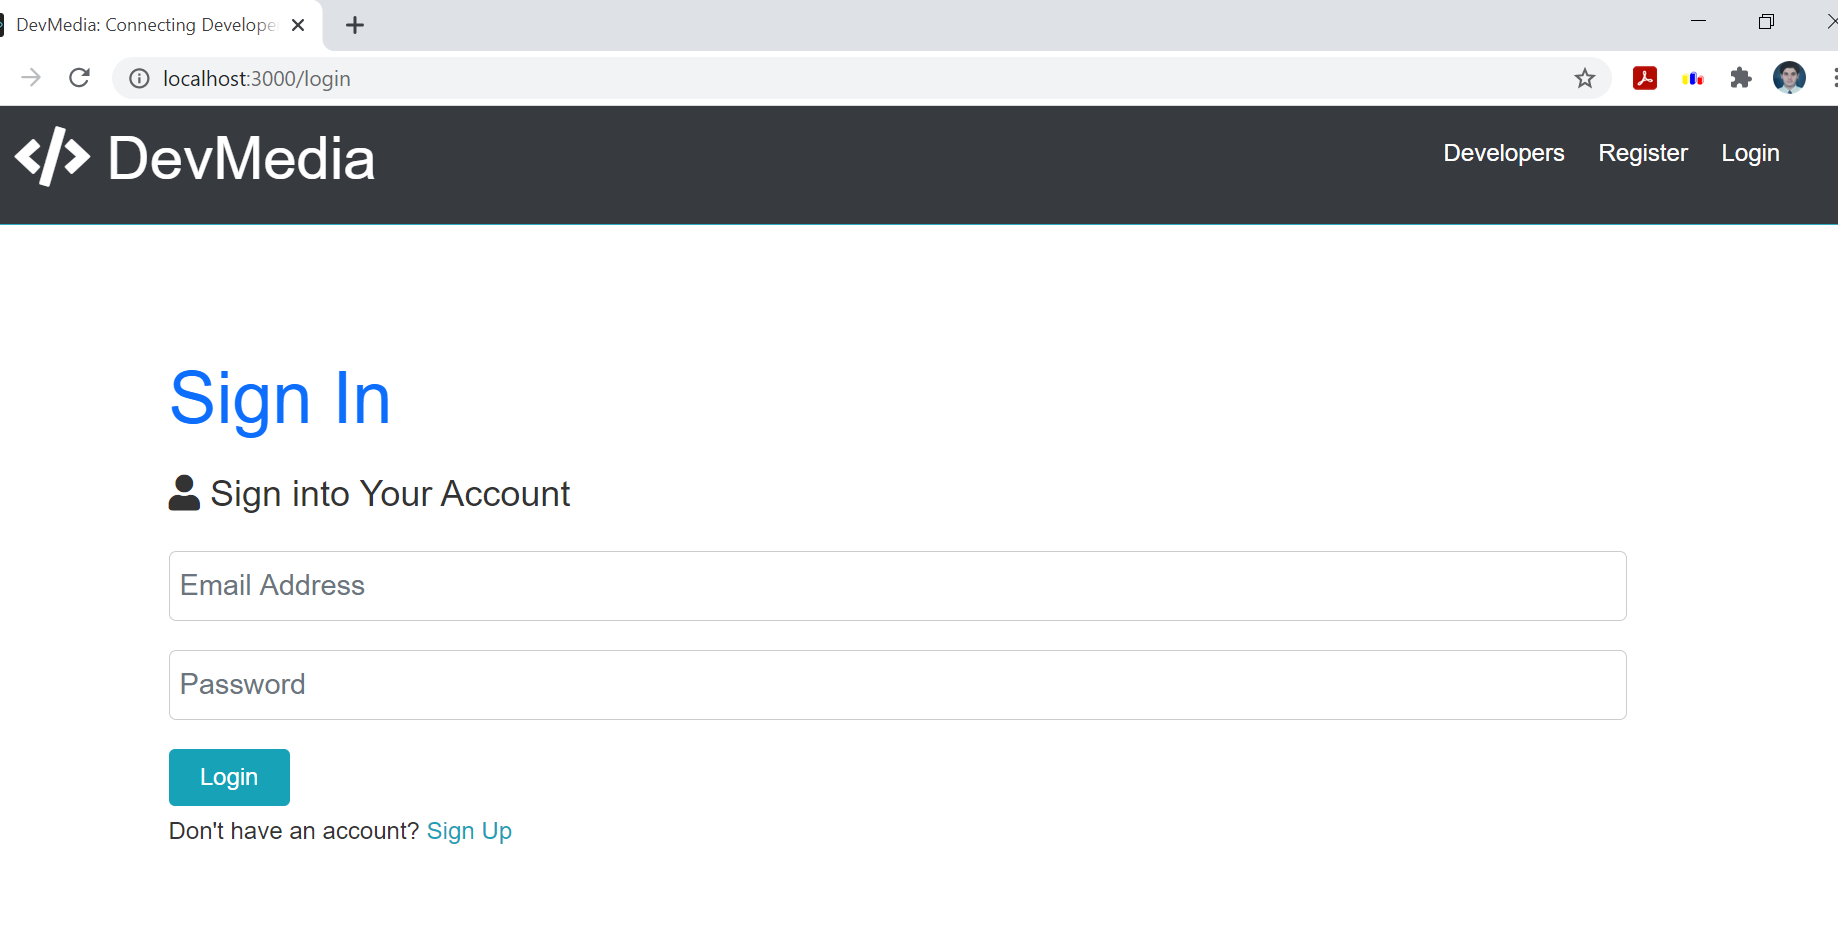 DevMedia: Connecting Develope
localhost:3000/login
</> DevMedia
Developers Register Login
Sign In
Sign into Your Account
Email Address
Password
Login
Don't have an account? Sign Up